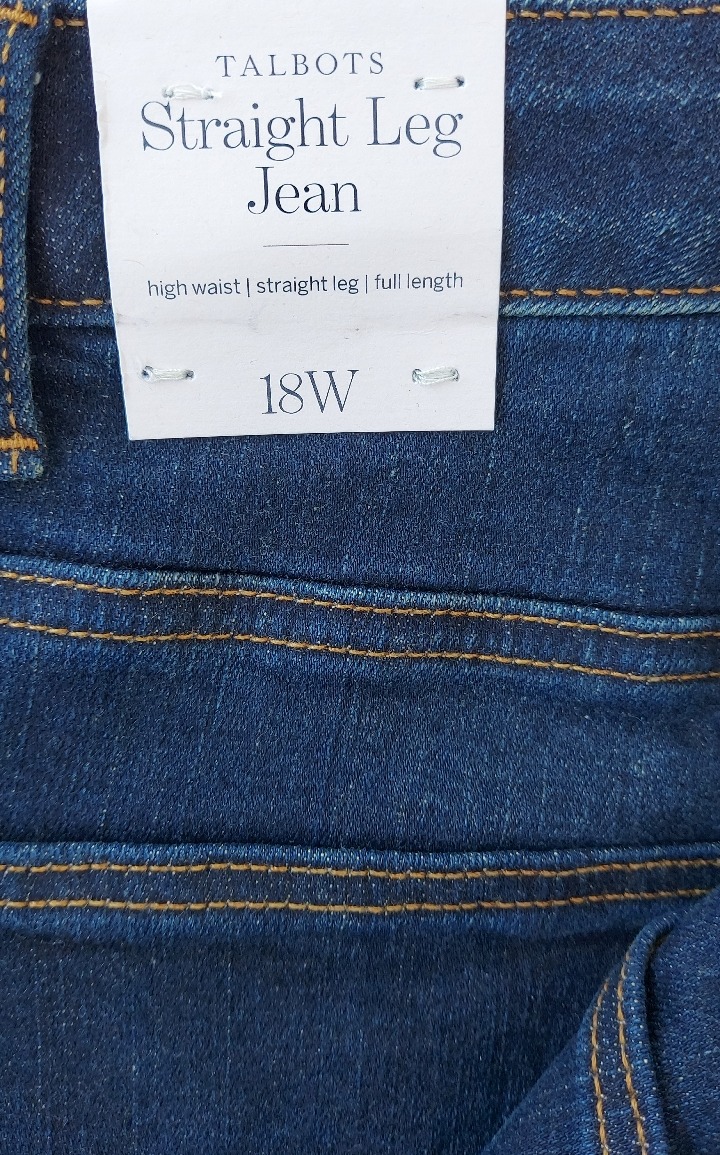 TALBOTS
Straight Leg
Jean
high waist | straight leg | full length
18W